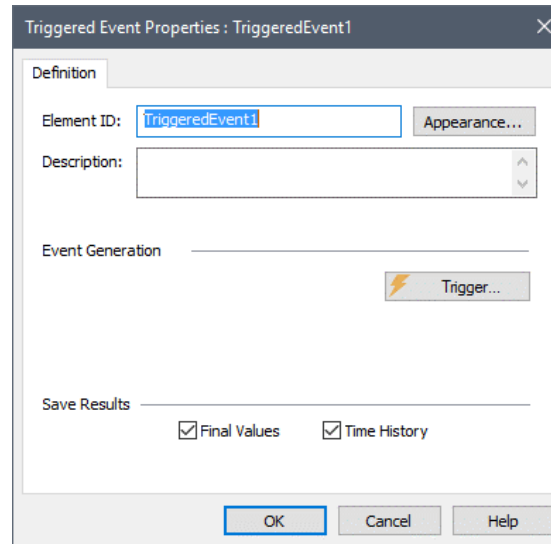 Triggered Event Properties : TriggeredEvent1
Definition
Element ID: TriggeredEvent1 Appearance...
Description:
Event Generation
Trigger...
Save Results
Final Values Time History
OK Cancel Help